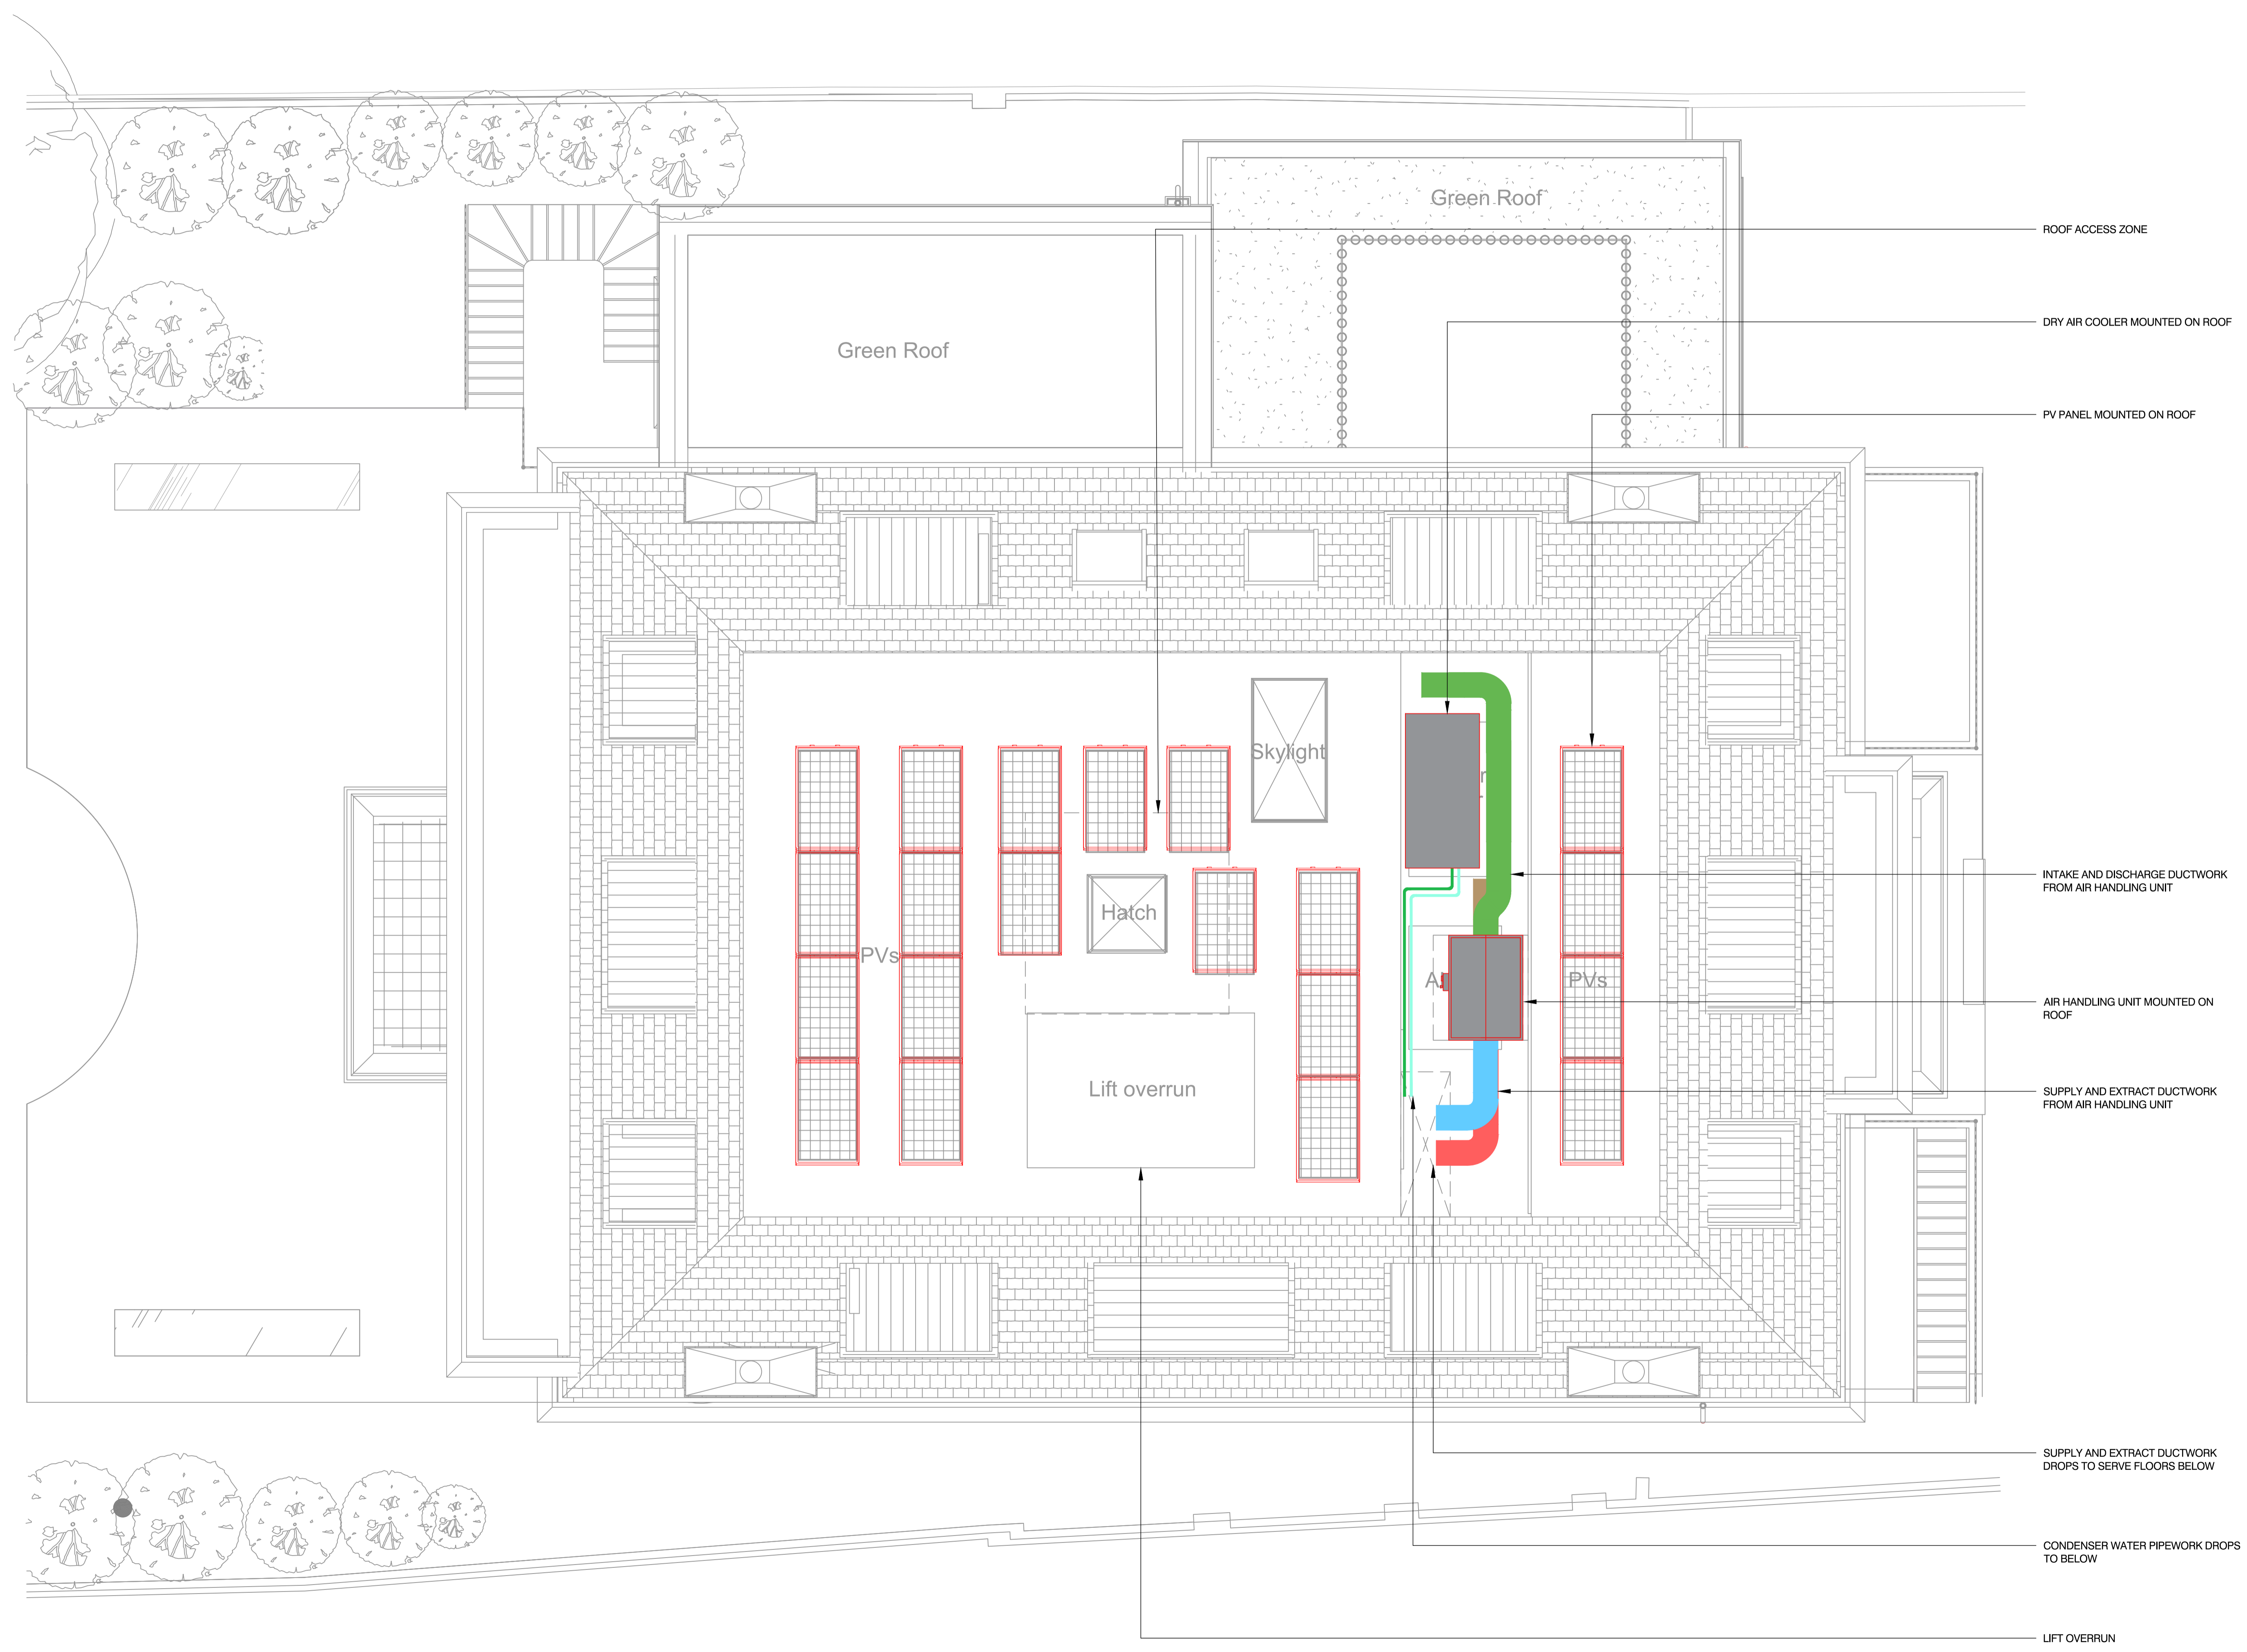 Green Roof
ROOF ACCESS ZONE
DRY AIR COOLER MOUNTED ON ROOF
Green Roof
PV PANEL MOUNTED ON ROOF
Skylight
INTAKE AND DISCHARGE DUCTWORK
FROM AIR HANDLING UNIT
Hatch
PVs
PVs
AIR HANDLING UNIT MOUNTED ON
ROOF
Lift overrun
SUPPLY AND EXTRACT DUCTWORK
FROM AIR HANDLING UNIT
SUPPLY AND EXTRACT DUCTWORK
DROPS TO SERVE FLOORS BELOW
CONDENSER WATER PIPEWORK DROPS
TO BELOW
LIFT OVERRUN